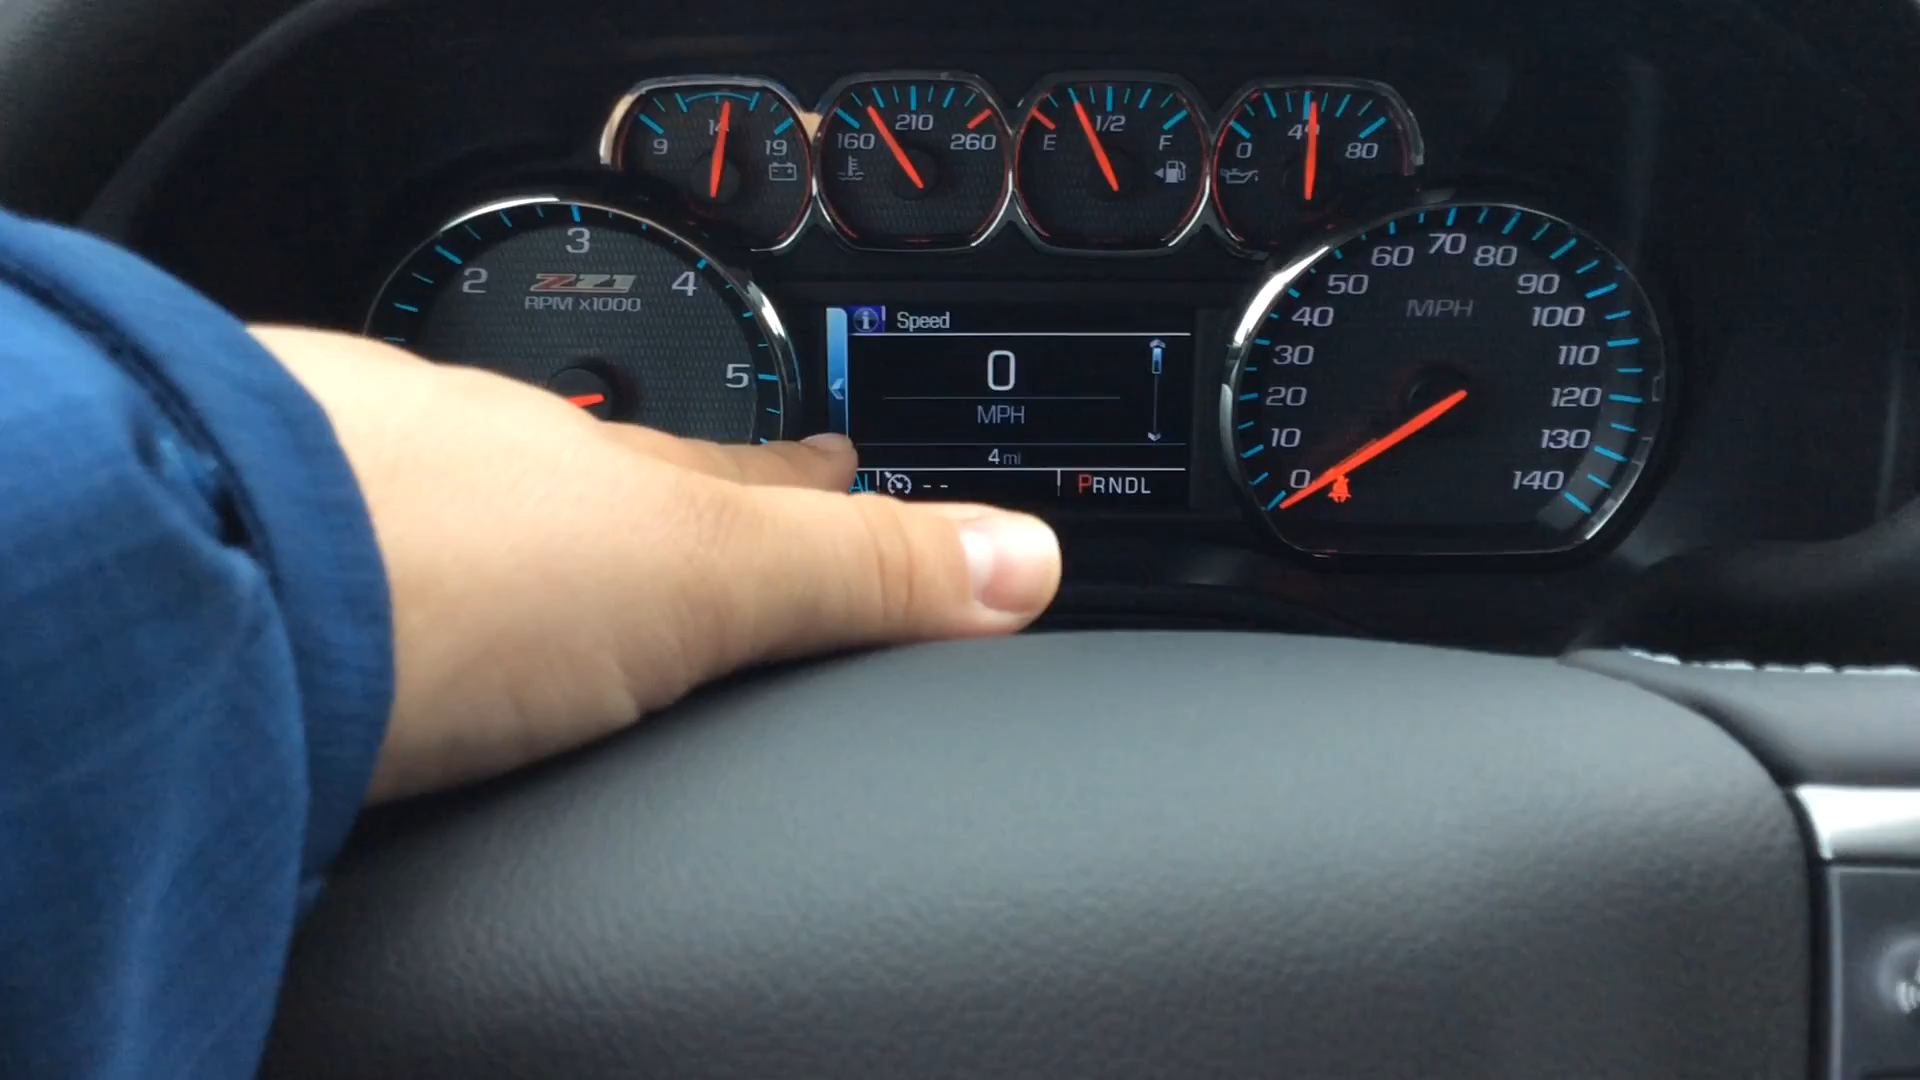 9 14 19
160 210 260
E 1/2 F
0 40 80
2 3 4 5
Z71
RPM x1000
Speed
0
MPH
4 mi
--
PRNDL
0 10 20 30 40 50 60 70 80 90 100 110 120 130 140
MPH